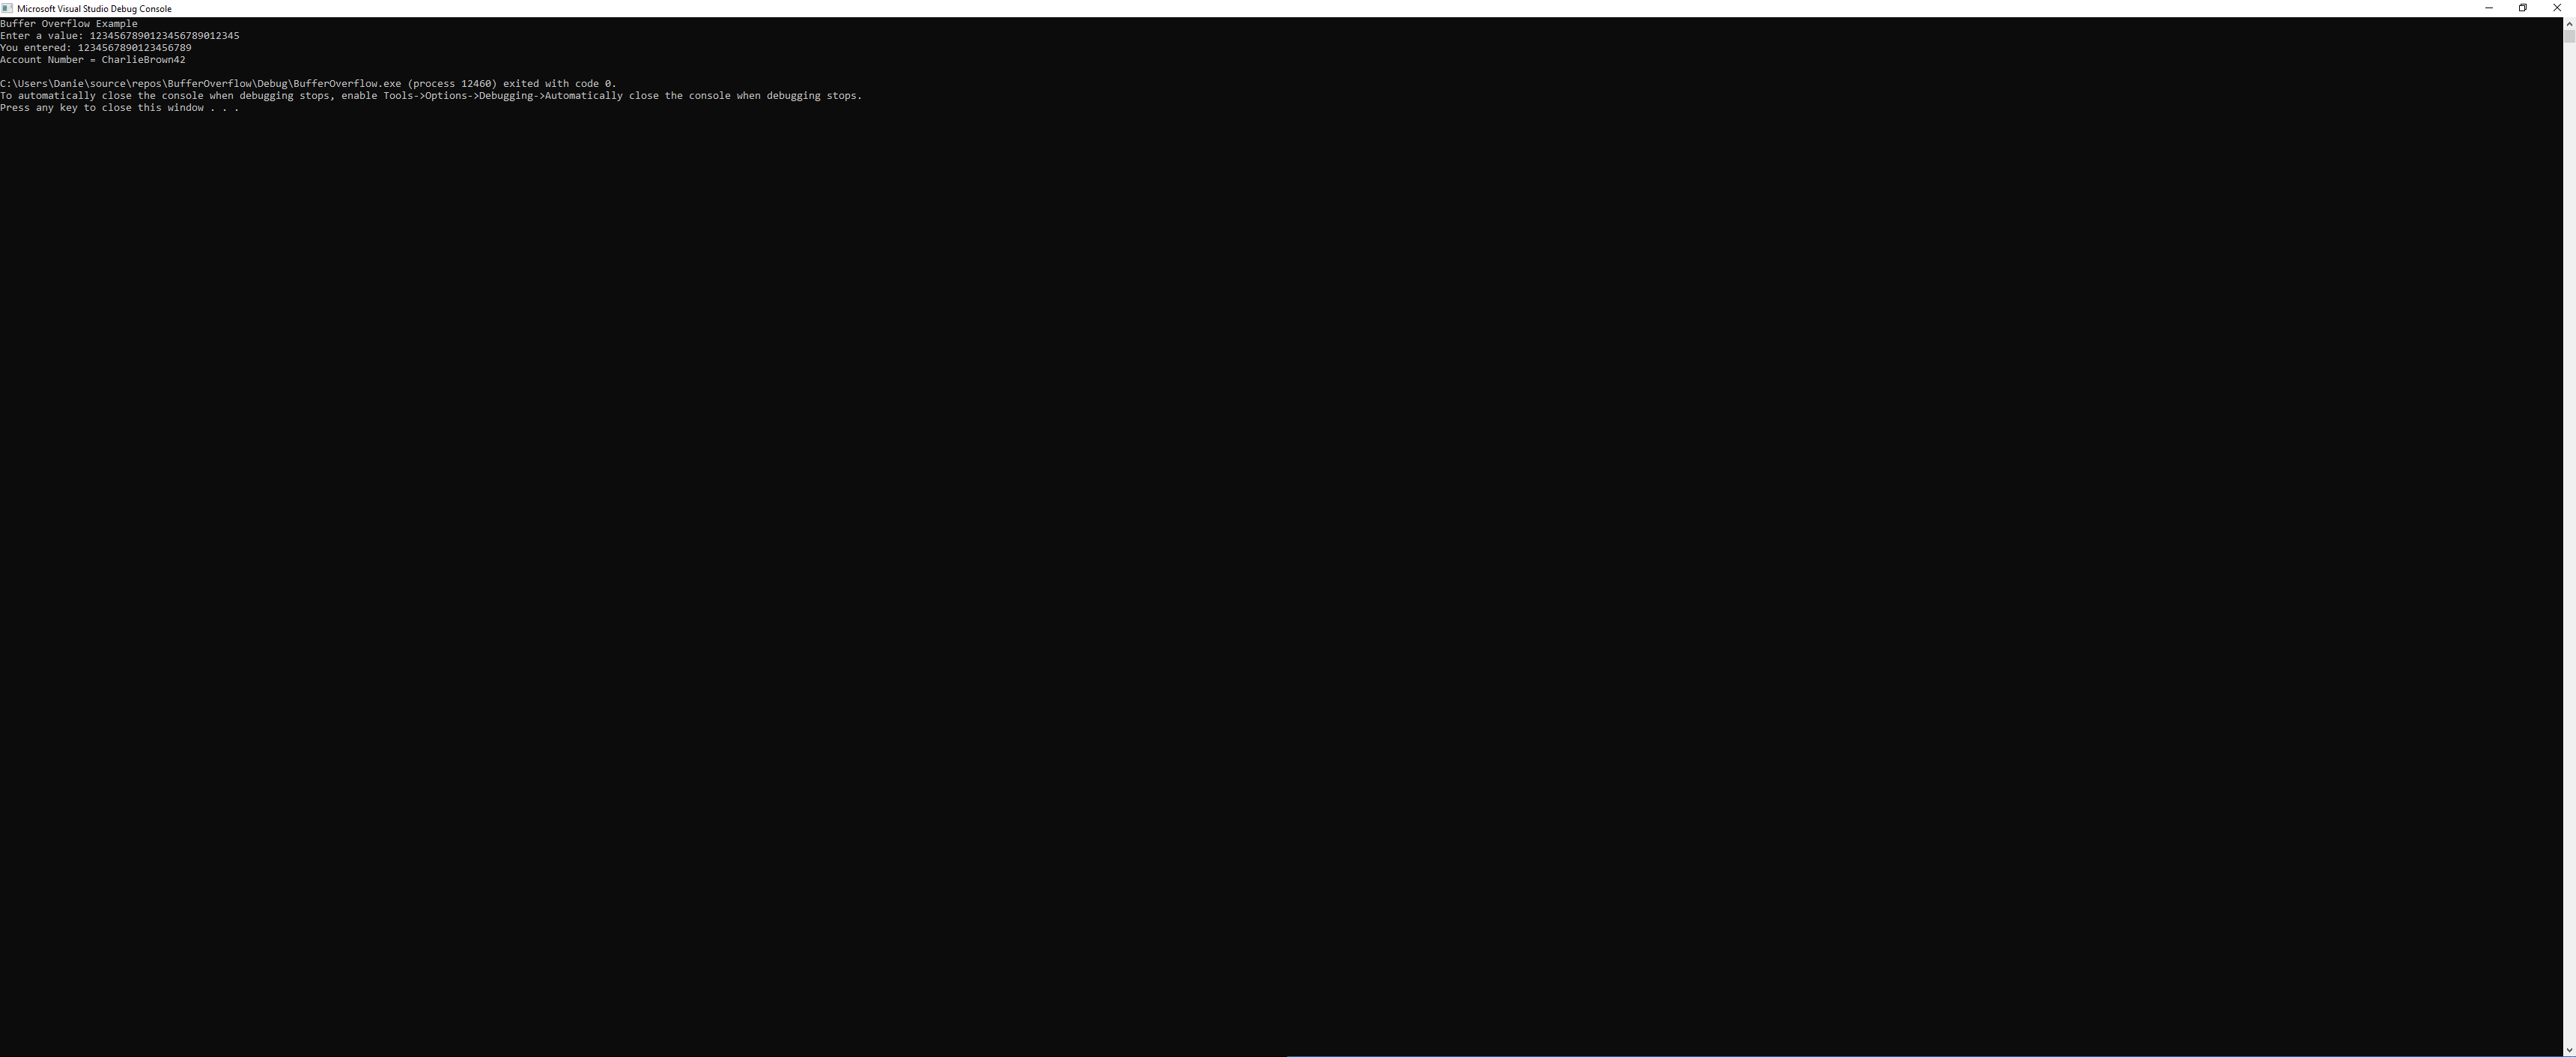 Microsoft Visual Studio Debug Console
Buffer Overflow Example
Enter a value: 1234567890123456789012345
You entered: 1234567890123456789
Account Number = CharlieBrown42
C:\Users\Danie\source\repos\BufferOverflow\Debug\BufferOverflow.exe (process 12460) exited with code 0.
To automatically close the console when debugging stops, enable Tools->Options->Debugging->Automatically close the console when debugging stops.
Press any key to close this window . . .